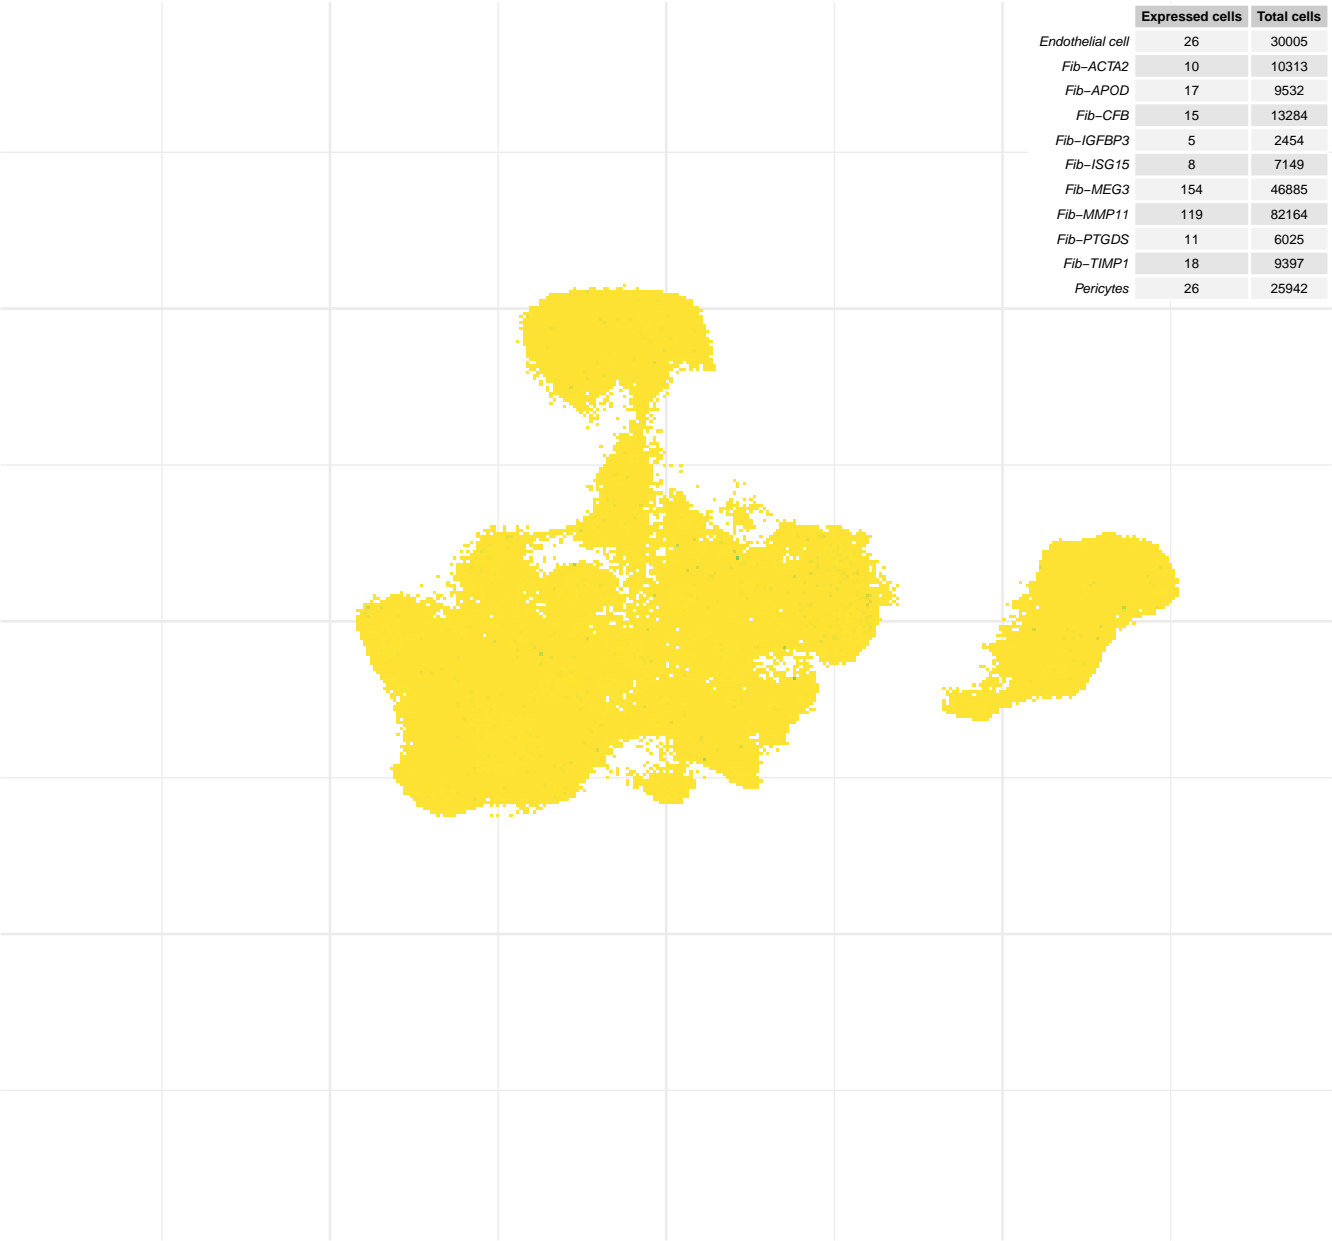 Expressed cells Total cells
Endothelial cell 26 30005
Fib−ACTA2 10 10313
Fib−APOD 17 9532
Fib−CFB 15 13284
Fib−IGFBP3 5 2454
Fib−ISG15 8 7149
Fib−MEG3 154 46885
Fib−MMP11 119 82164
Fib−PTGDS 11 6025
Fib−TIMP1 18 9397
Pericytes 26 25942